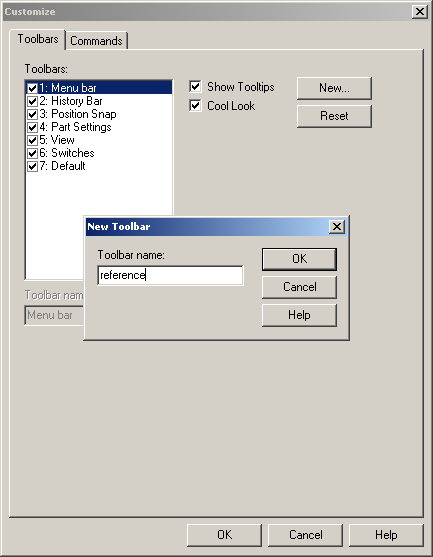 Customize
Toolbars Commands
Toolbars:
1: Menu bar
2: History Bar
3: Position Snap
4: Part Settings
5: View
6: Switches
7: Default
Show Tooltips
Cool Look
New...
Reset
New Toolbar
Toolbar name:
reference
OK
Cancel
Help
Toolbar nam
Menu bar
OK Cancel Help